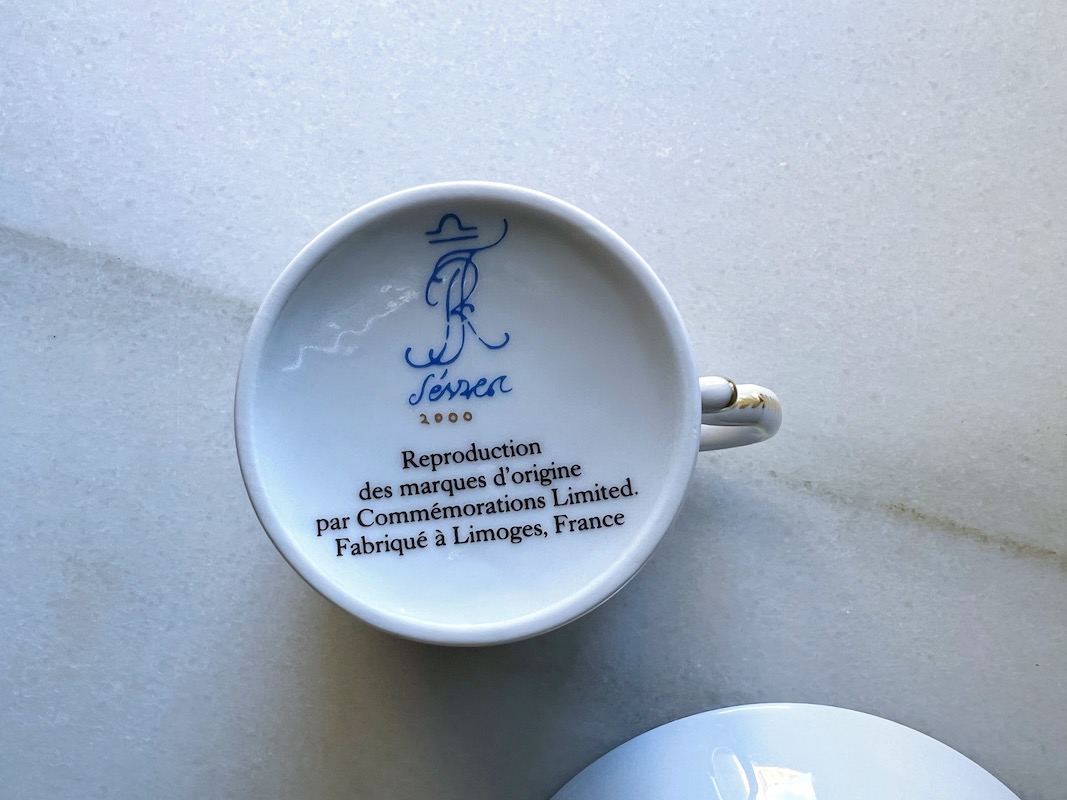 Sèvres
2000
Reproduction
des marques d'origine
par Commémorations Limited.
Fabriqué à Limoges, France